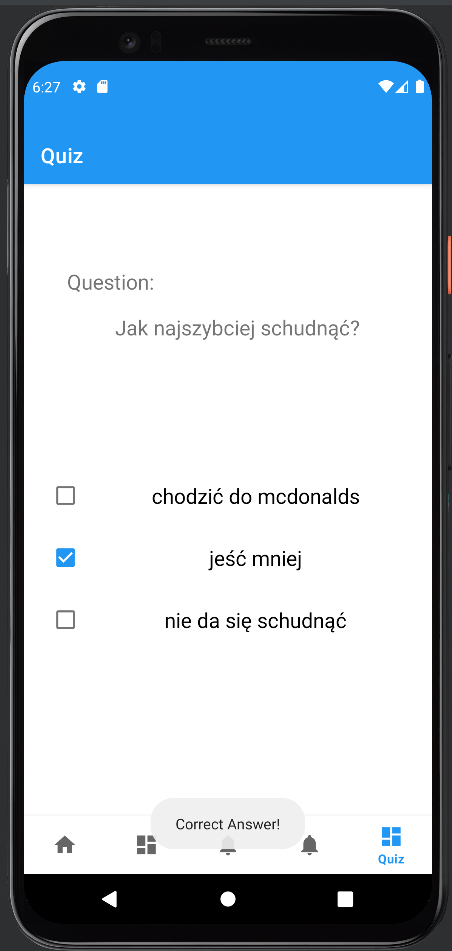 6:27
Quiz
Question:
Jak najszybciej schudnąć?
chodzić do mcdonalds
jeść mniej
nie da się schudnąć
Correct Answer!
Quiz